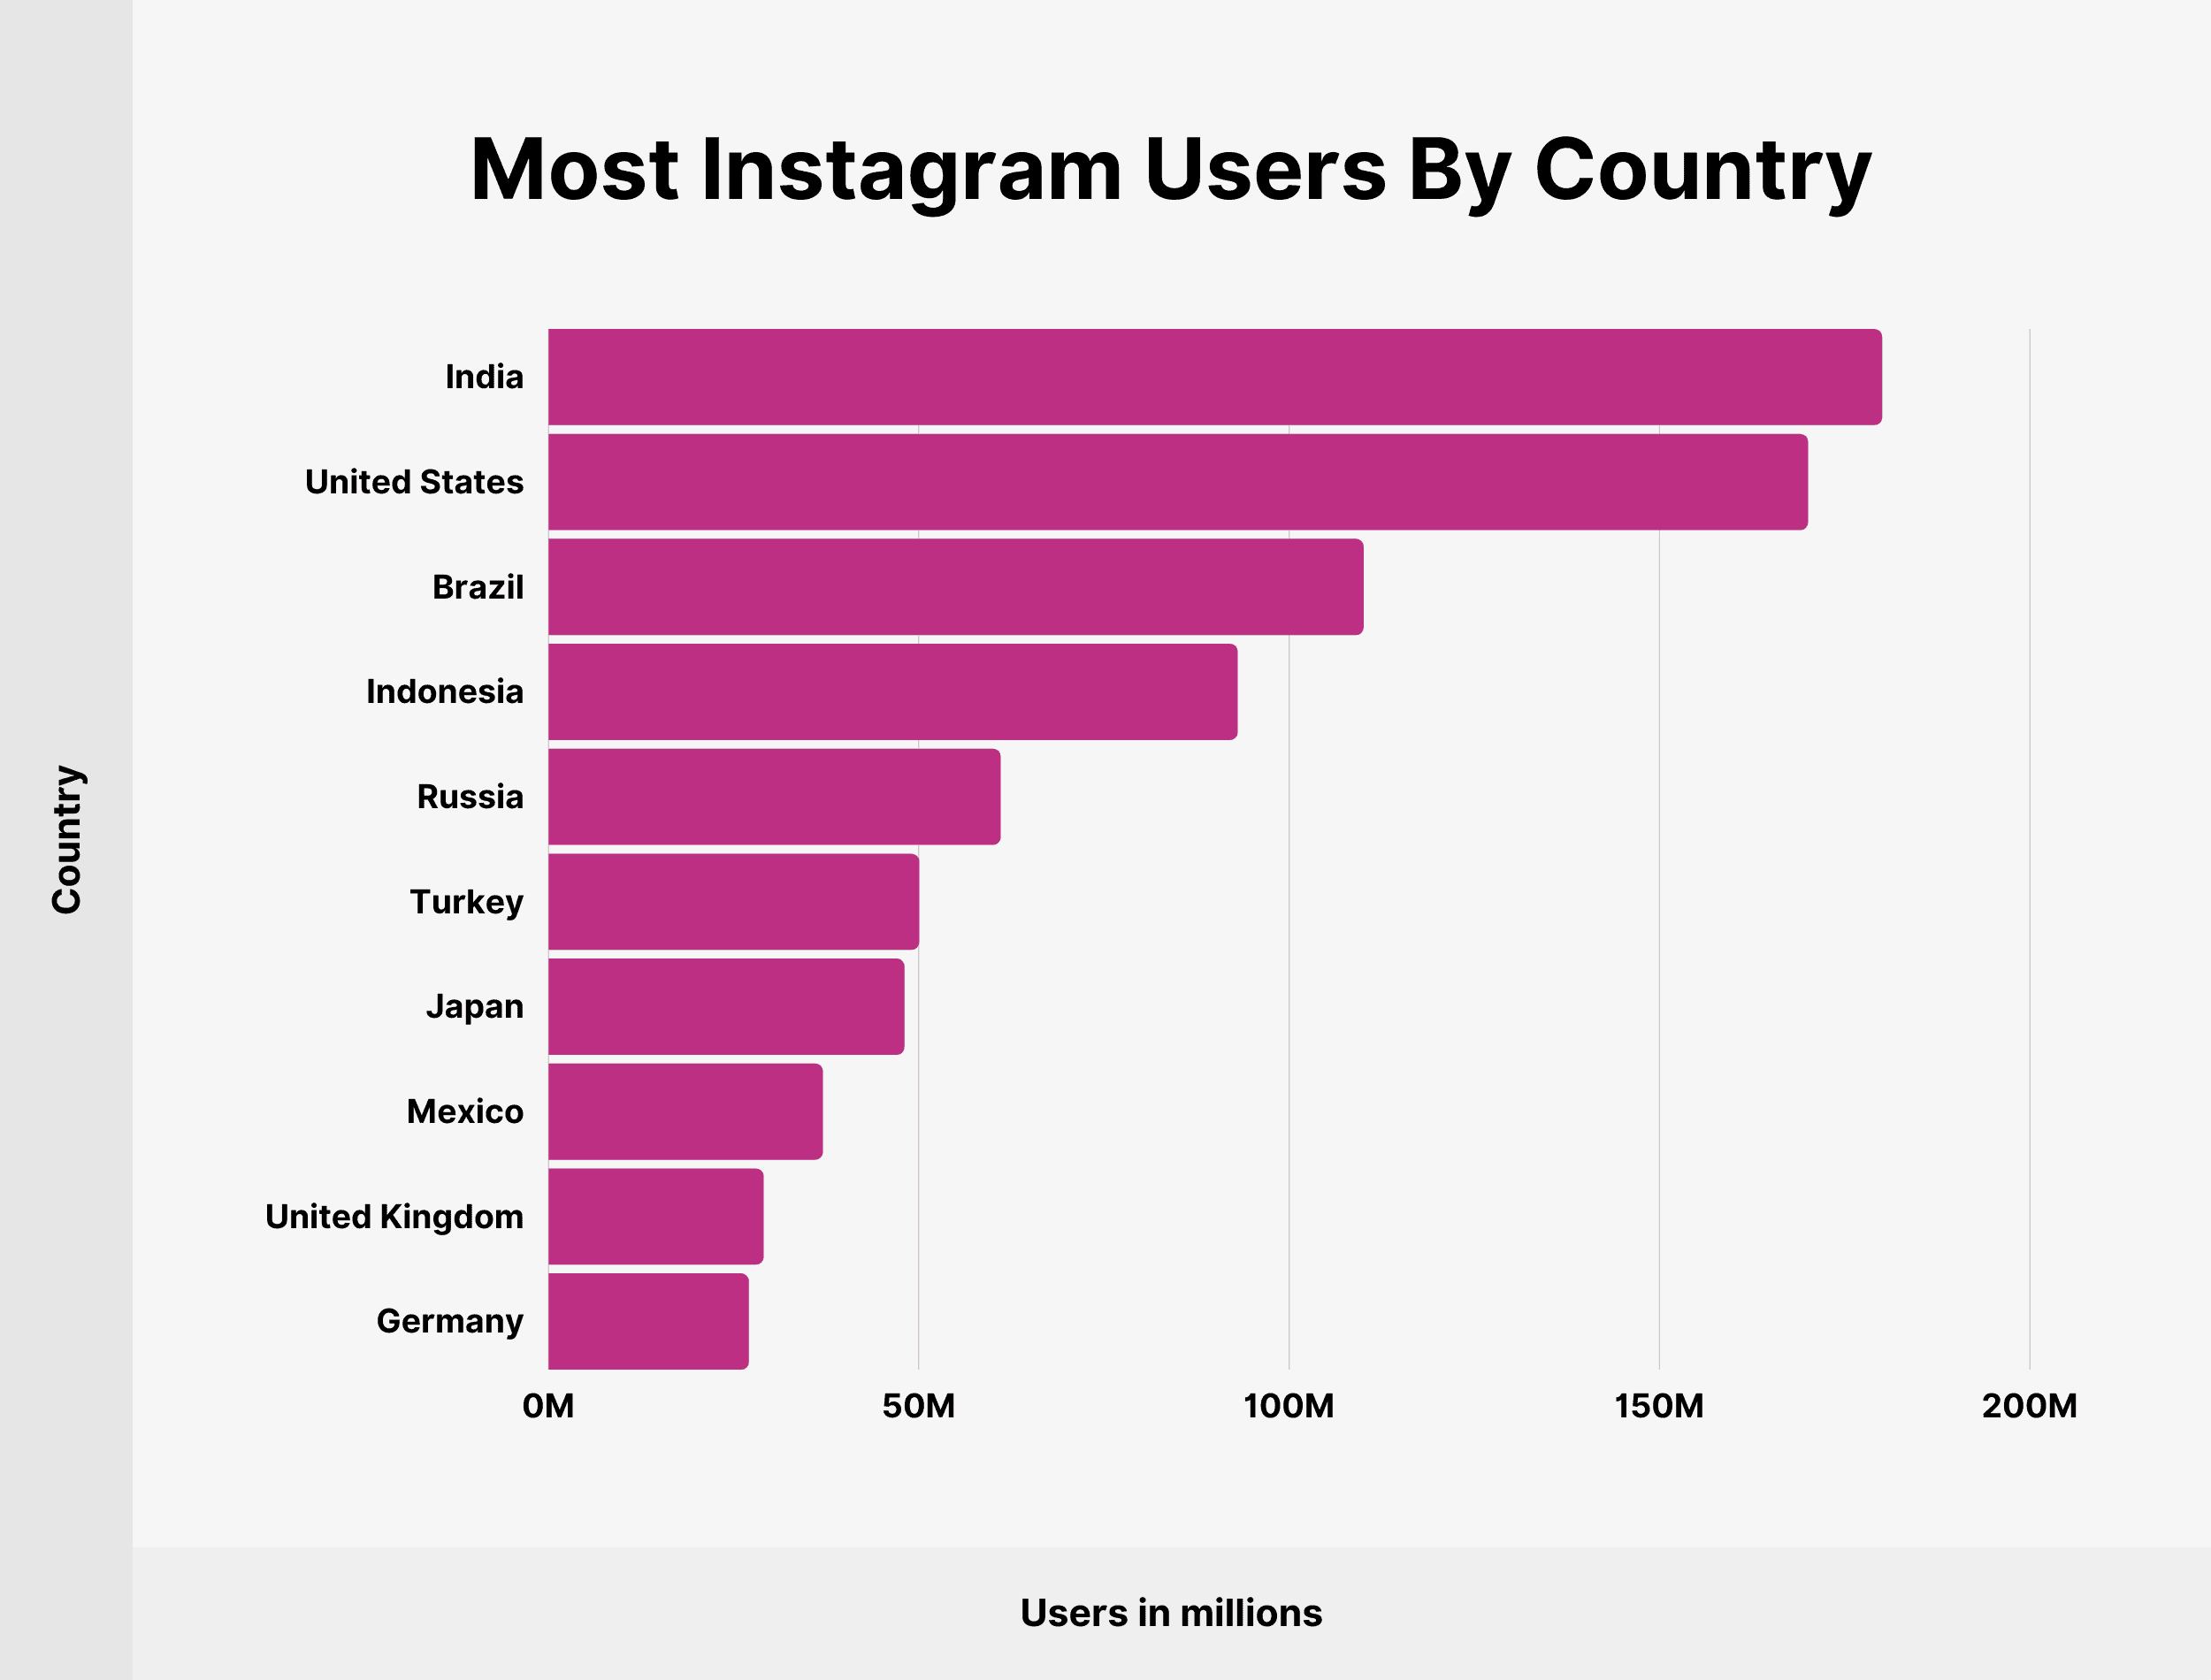 Most Instagram Users By Country
India
United States
Brazil
Indonesia
Russia
Turkey
Japan
Mexico
United Kingdom
Germany
0M 50M 100M 150M 200M
Country
Users in millions